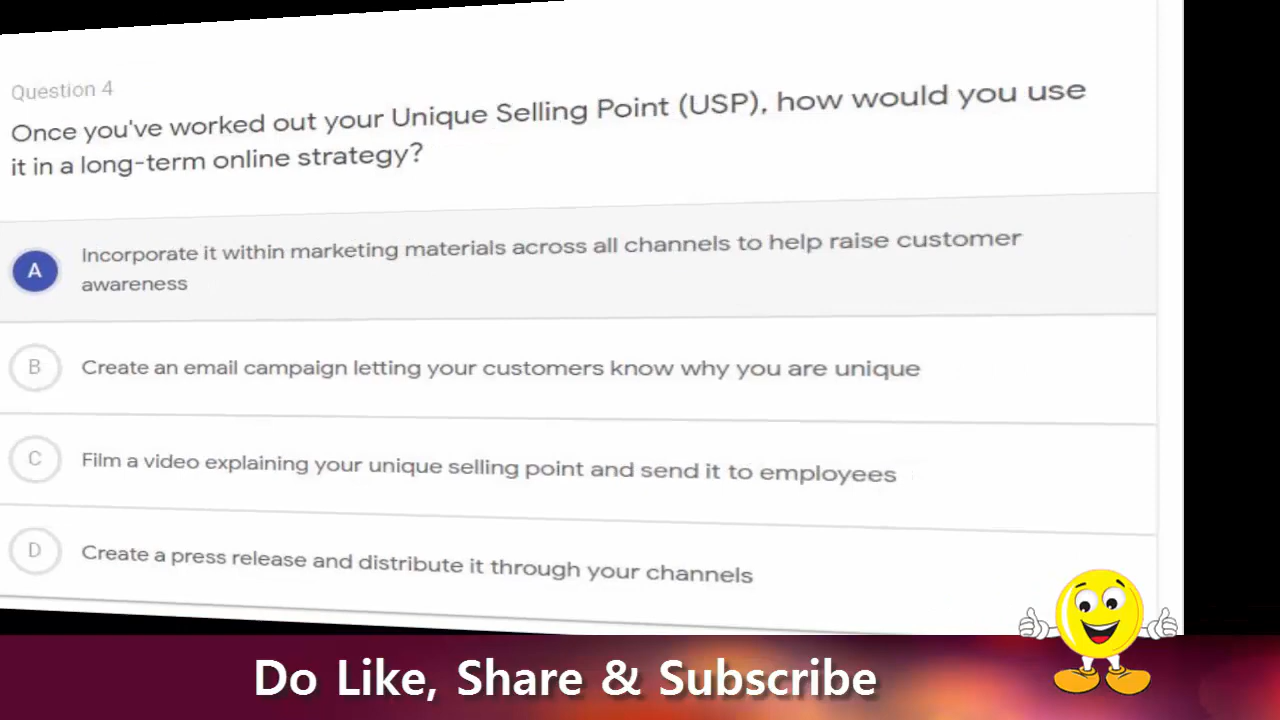 Question 4
Once you've worked out your Unique Selling Point (USP), how would you use
it in a long-term online strategy?
A
Incorporate it within marketing materials across all channels to help raise customer
awareness
B
Create an email campaign letting your customers know why you are unique
C
Film a video explaining your unique selling point and send it to employees
D
Create a press release and distribute it through your channels
Do Like, Share & Subscribe